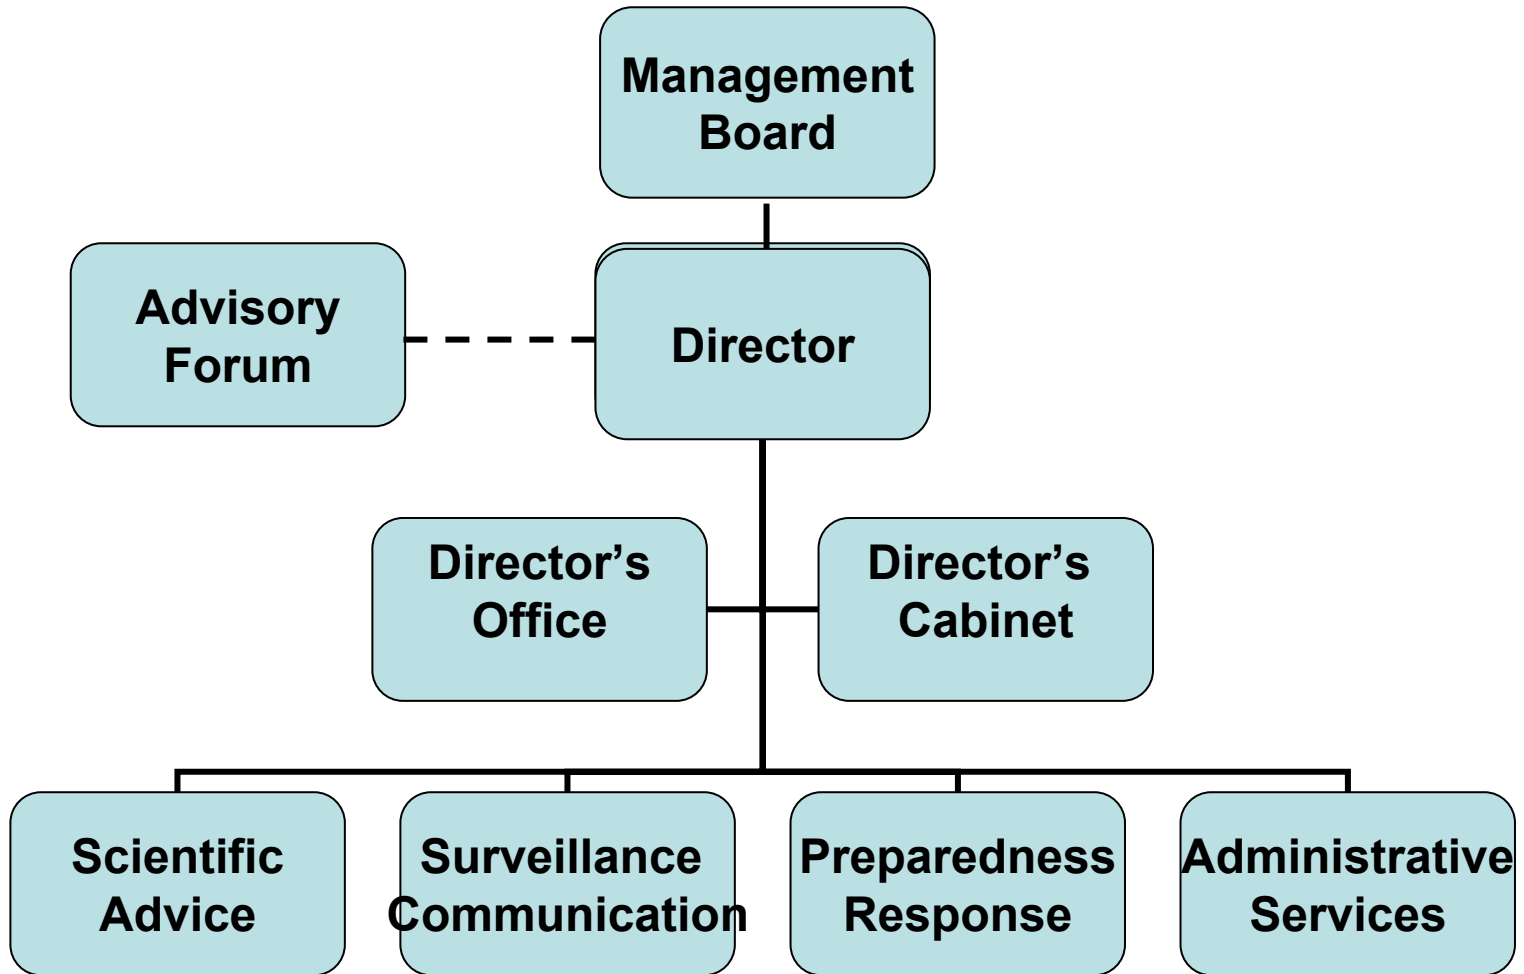 Management
Board
Advisory
Forum
Director
Director’s
Office
Director’s
Cabinet
Scientific
Advice
Surveillance
Communication
Preparedness
Response
Administrative
Services